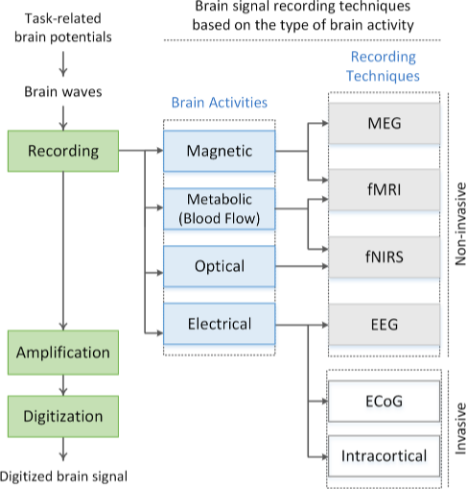 Task-related
brain potentials
Brain waves
Recording
Amplification
Digitization
Digitized brain signal
Brain signal recording techniques
based on the type of brain activity
Brain Activities
Magnetic
Metabolic
(Blood Flow)
Optical
Electrical
Recording
Techniques
MEG
fMRI
fNIRS
EEG
ECoG
Intracortical
Non-invasive
Invasive